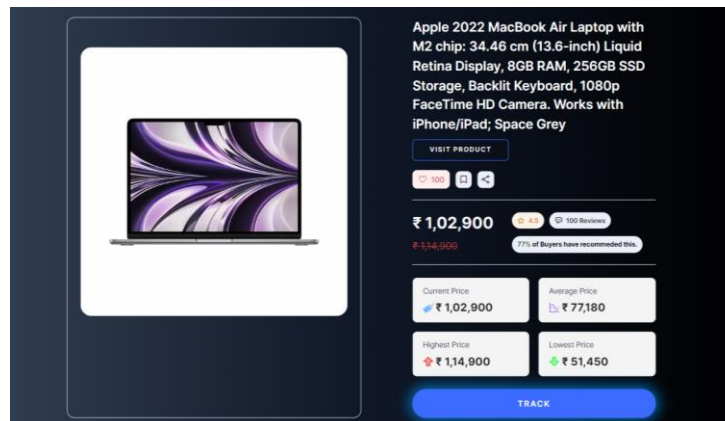 Apple 2022 MacBook Air Laptop with
M2 chip: 34.46 cm (13.6-inch) Liquid
Retina Display, 8GB RAM, 256GB SSD
Storage, Backlit Keyboard, 1080p
FaceTime HD Camera. Works with
iPhone/iPad; Space Grey
VISIT PRODUCT
100
₹ 1,02,900
4.5
100 Reviews
₹ 1,14,900
77% of Buyers have recommeded this.
Current Price
₹ 1,02,900
Average Price
₹ 77,180
Highest Price
₹ 1,14,900
Lowest Price
₹ 51,450
TRACK